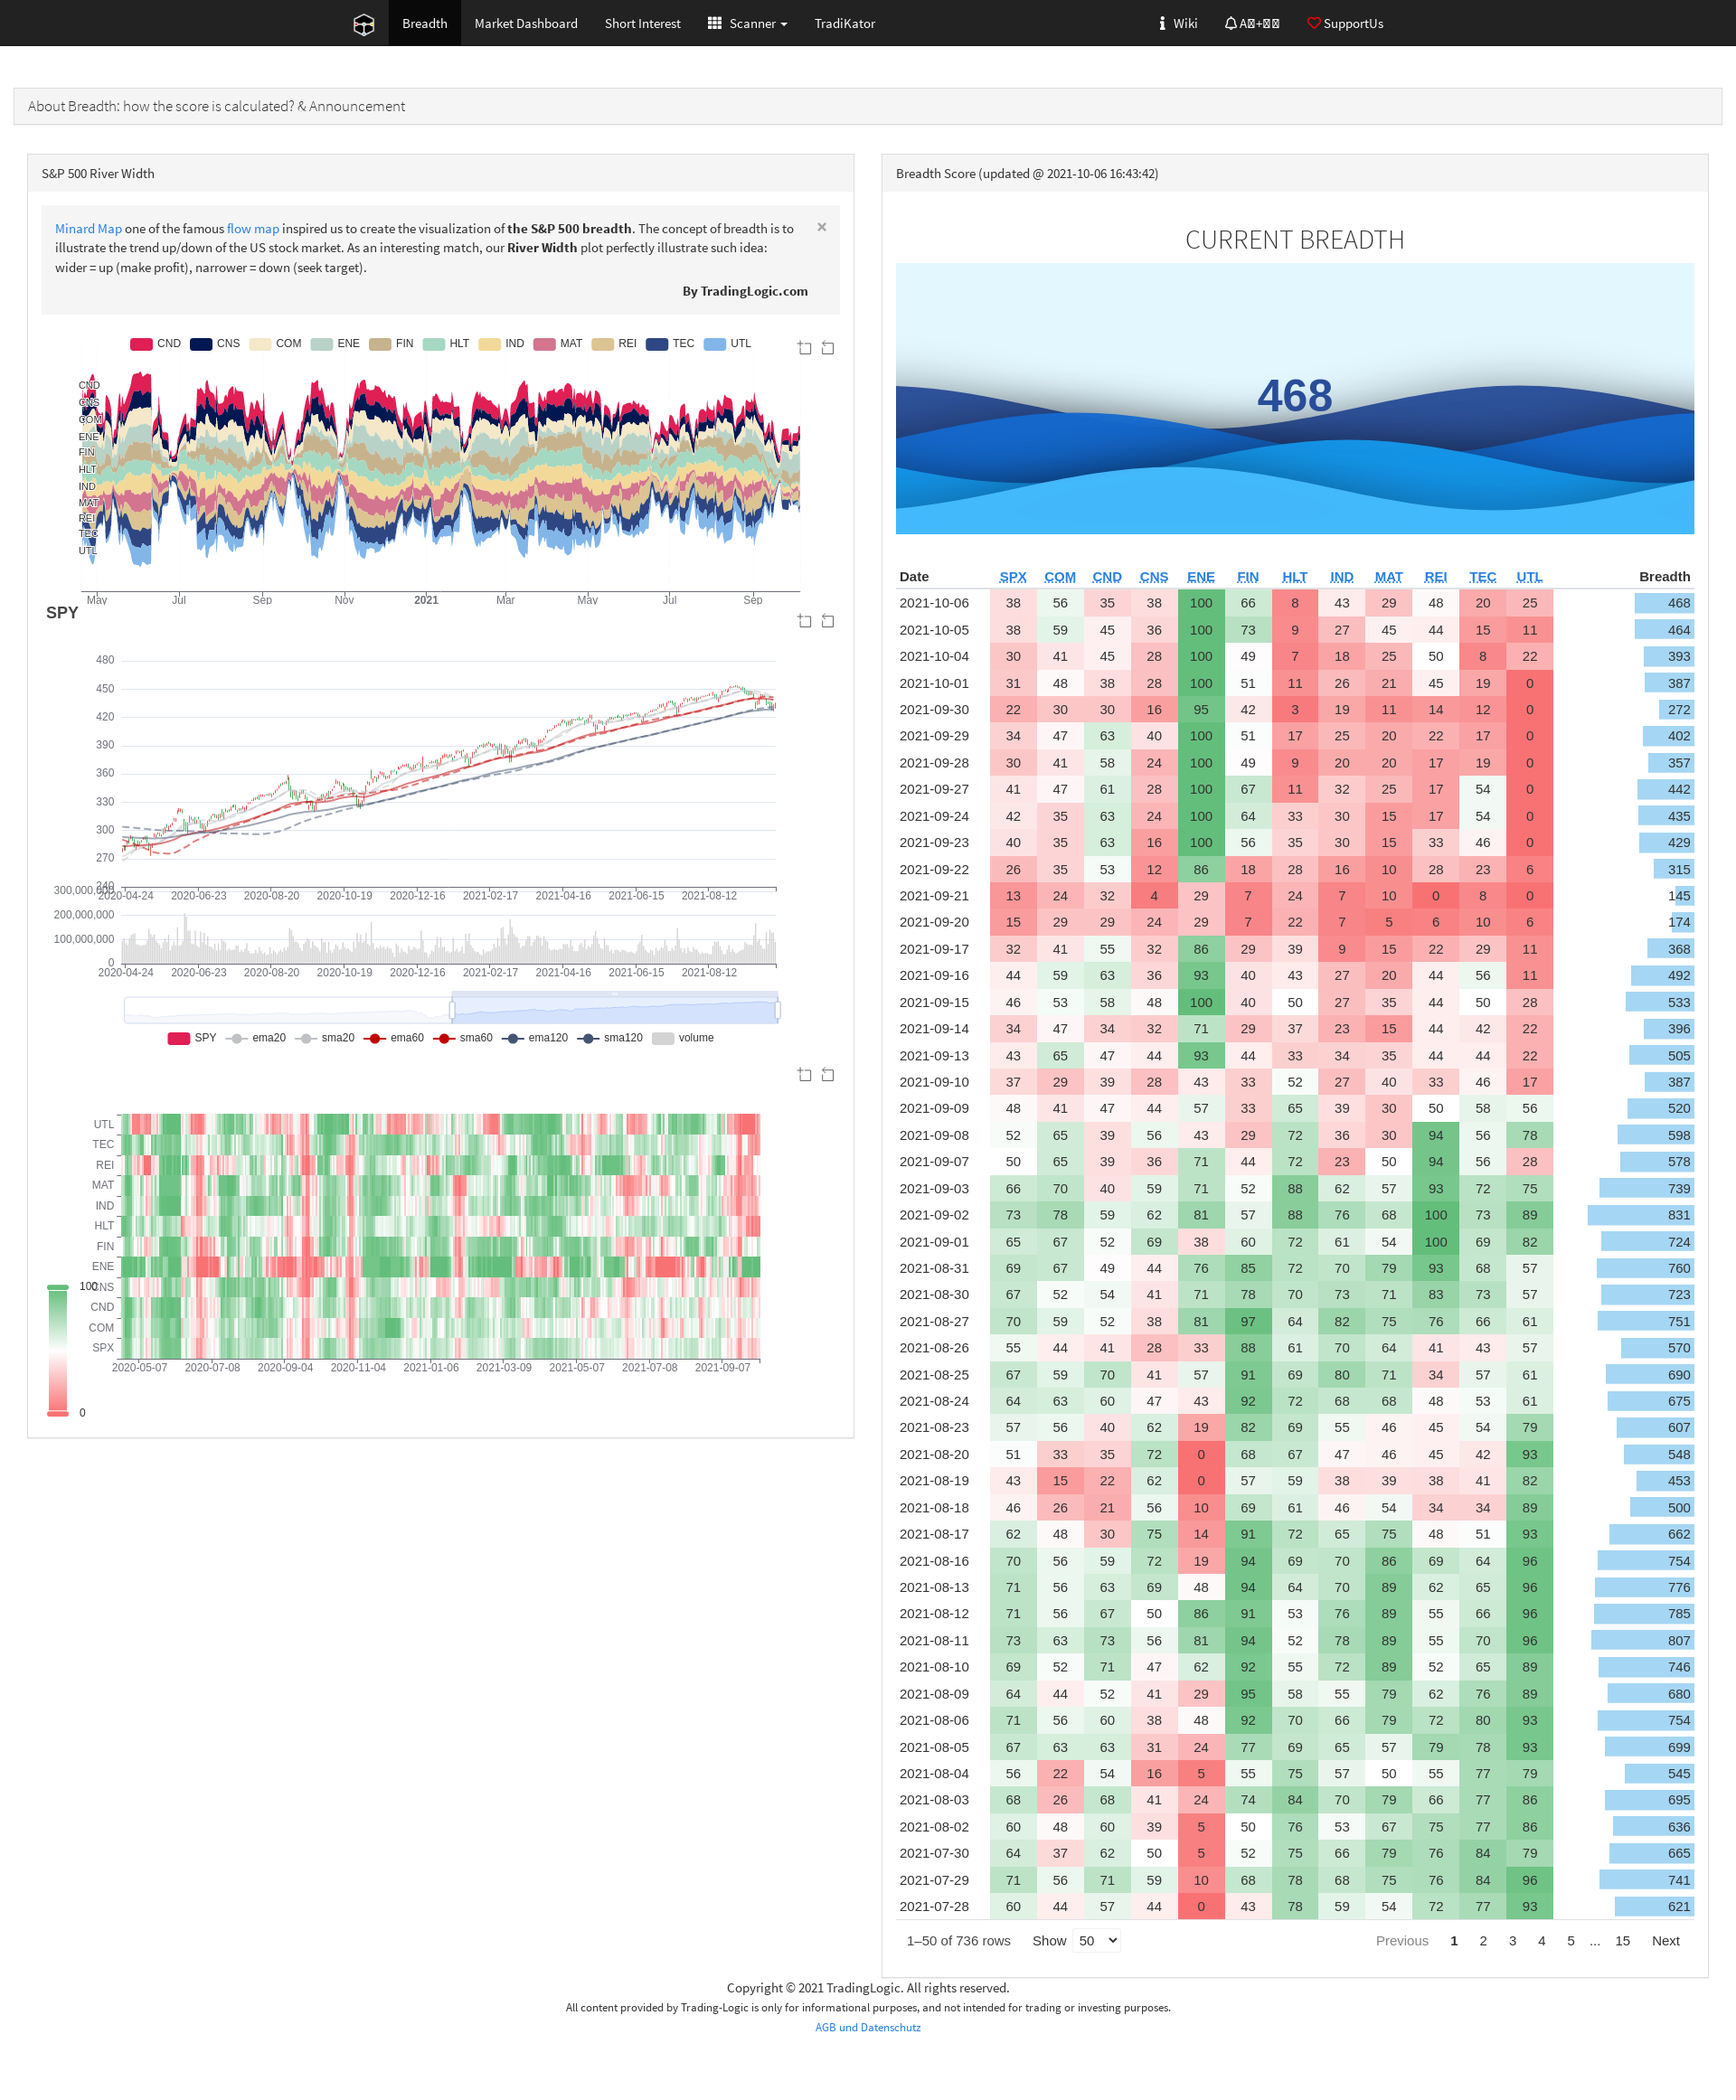 Breadth Market Dashboard Short Interest Scanner TradiKator Wiki SupportUs
About Breadth: how the score is calculated? & Announcement
S&P 500 River Width
Minard Map one of the famous flow map inspired us to create the visualization of the S&P 500 breadth. The concept of breadth is to
illustrate the trend up/down of the US stock market. As an interesting match, our River Width plot perfectly illustrate such idea:
wider = up (make profit), narrower = down (seek target).
×
By TradingLogic.com
CND CNS COM ENE FIN HLT IND MAT REI TEC UTL
CND
CNS
COM
ENE
FIN
HLT
IND
MAT
REI
TEC
UTL
May Jul Sep Nov 2021 Mar May Jul Sep
SPY
480
450
420
390
360
330
300
270
240
2020-04-24 2020-06-23 2020-08-20 2020-10-19 2020-12-16 2021-02-17 2021-04-16 2021-06-15 2021-08-12
300,000,000
200,000,000
100,000,000
0
2020-04-24 2020-06-23 2020-08-20 2020-10-19 2020-12-16 2021-02-17 2021-04-16 2021-06-15 2021-08-12
SPY ema20 sma20 ema60 sma60 ema120 sma120 volume
UTL
TEC
REI
MAT
IND
HLT
FIN
ENE
CNS
CND
COM
SPX
100
0
2020-05-07 2020-07-08 2020-09-04 2020-11-04 2021-01-06 2021-03-09 2021-05-07 2021-07-08 2021-09-07
Breadth Score (updated @ 2021-10-06 16:43:42)
CURRENT BREADTH
468
Date SPX COM CND CNS ENE FIN HLT IND MAT REI TEC UTL Breadth
2021-10-06 38 56 35 38 100 66 8 43 29 48 20 25 468
2021-10-05 38 59 45 36 100 73 9 27 45 44 15 11 464
2021-10-04 30 41 45 28 100 49 7 18 25 50 8 22 393
2021-10-01 31 48 38 28 100 51 11 26 21 45 19 0 387
2021-09-30 22 30 30 16 95 42 3 19 11 14 12 0 272
2021-09-29 34 47 63 40 100 51 17 25 20 22 17 0 402
2021-09-28 30 41 58 24 100 49 9 20 20 17 19 0 357
2021-09-27 41 47 61 28 100 67 11 32 25 17 54 0 442
2021-09-24 42 35 63 24 100 64 33 30 15 17 54 0 435
2021-09-23 40 35 63 16 100 56 35 30 15 33 46 0 429
2021-09-22 26 35 53 12 86 18 28 16 10 28 23 6 315
2021-09-21 13 24 32 4 29 7 24 7 10 0 8 0 145
2021-09-20 15 29 29 24 29 7 22 7 5 6 10 6 174
2021-09-17 32 41 55 32 86 29 39 9 15 22 29 11 368
2021-09-16 44 59 63 36 93 40 43 27 20 44 56 11 492
2021-09-15 46 53 58 48 100 40 50 27 35 44 50 28 533
2021-09-14 34 47 34 32 71 29 37 23 15 44 42 22 396
2021-09-13 43 65 47 44 93 44 33 34 35 44 44 22 505
2021-09-10 37 29 39 28 43 33 52 27 40 33 46 17 387
2021-09-09 48 41 47 44 57 33 65 39 30 50 58 56 520
2021-09-08 52 65 39 56 43 29 72 36 30 94 56 78 598
2021-09-07 50 65 39 36 71 44 72 23 50 94 56 28 578
2021-09-03 66 70 40 59 71 52 88 62 57 93 72 75 739
2021-09-02 73 78 59 62 81 57 88 76 68 100 73 89 831
2021-09-01 65 67 52 69 38 60 72 61 54 100 69 82 724
2021-08-31 69 67 49 44 76 85 72 70 79 93 68 57 760
2021-08-30 67 52 54 41 71 78 70 73 71 83 73 57 723
2021-08-27 70 59 52 38 81 97 64 82 75 76 66 61 751
2021-08-26 55 44 41 28 33 88 61 70 64 41 43 57 570
2021-08-25 67 59 70 41 57 91 69 80 71 34 57 61 690
2021-08-24 64 63 60 47 43 92 72 68 68 48 53 61 675
2021-08-23 57 56 40 62 19 82 69 55 46 45 54 79 607
2021-08-20 51 33 35 72 0 68 67 47 46 45 42 93 548
2021-08-19 43 15 22 62 0 57 59 38 39 38 41 82 453
2021-08-18 46 26 21 56 10 69 61 46 54 34 34 89 500
2021-08-17 62 48 30 75 14 91 72 65 75 48 51 93 662
2021-08-16 70 56 59 72 19 94 69 70 86 69 64 96 754
2021-08-13 71 56 63 69 48 94 64 70 89 62 65 96 776
2021-08-12 71 56 67 50 86 91 53 76 89 55 66 96 785
2021-08-11 73 63 73 56 81 94 52 78 89 55 70 96 807
2021-08-10 69 52 71 47 62 92 55 72 89 52 65 89 746
2021-08-09 64 44 52 41 29 95 58 55 79 62 76 89 680
2021-08-06 71 56 60 38 48 92 70 66 79 72 80 93 754
2021-08-05 67 63 63 31 24 77 69 65 57 79 78 93 699
2021-08-04 56 22 54 16 5 55 75 57 50 55 77 79 545
2021-08-03 68 26 68 41 24 74 84 70 79 66 77 86 695
2021-08-02 60 48 60 39 5 50 76 53 67 75 77 86 636
2021-07-30 64 37 62 50 5 52 75 66 79 76 84 79 665
2021-07-29 71 56 71 59 10 68 78 68 75 76 84 96 741
2021-07-28 60 44 57 44 0 43 78 59 54 72 77 93 621
1–50 of 736 rows Show 50 Previous 1 2 3 4 5 ... 15 Next
Copyright © 2021 TradingLogic. All rights reserved.
All content provided by Trading-Logic is only for informational purposes, and not intended for trading or investing purposes.
AGB und Datenschutz